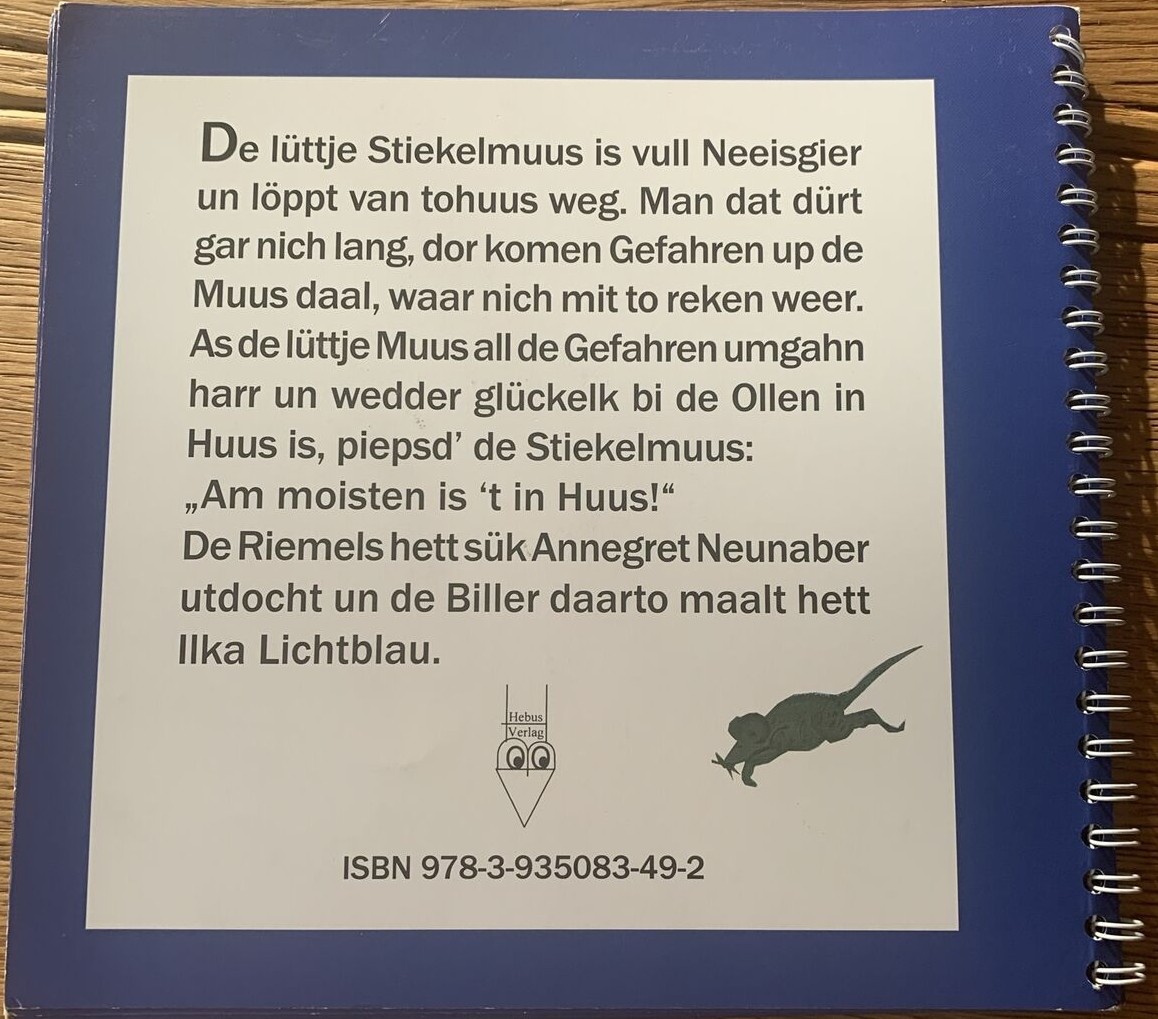 De lüttje Stiekelmuus is vull Neeisgier
un löppt van tohuus weg. Man dat dürt
gar nich lang, dor komen Gefahren up de
Muus daal, waar nich mit to reken weer.
As de lüttje Muus all de Gefahren umgahn
harr un wedder glückelk bi de Ollen in
Huus is, piepsd’ de Stiekelmuus:
„Am moisten is ‘t in Huus!“
De Riemels hett sük Annegret Neunaber
utdocht un de Biller daarto maalt hett
Ilka Lichtblau.
Hebus
Verlag
ISBN 978-3-935083-49-2